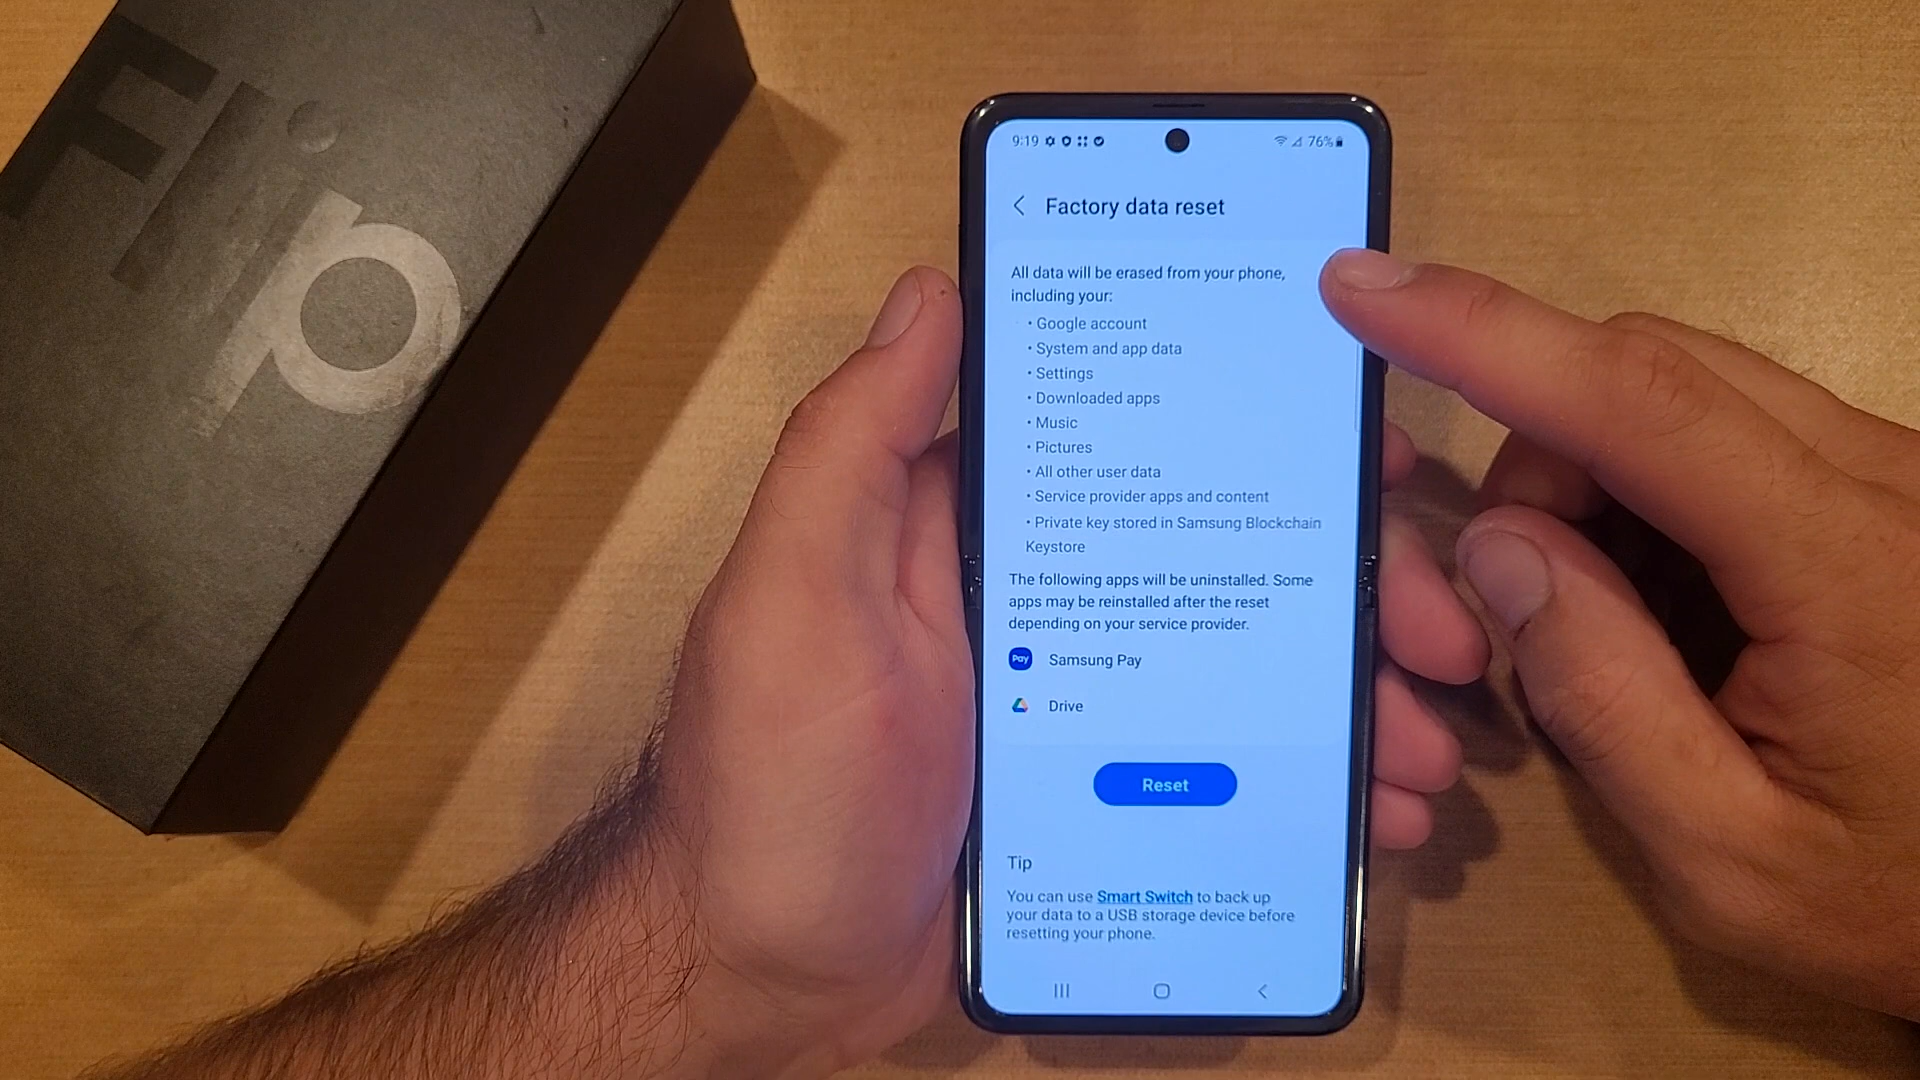 Flip
9:19
76%
Factory data reset
All data will be erased from your phone,
including your:
• Google account
• System and app data
• Settings
• Downloaded apps
• Music
• Pictures
• All other user data
• Service provider apps and content
• Private key stored in Samsung Blockchain
Keystore
The following apps will be uninstalled. Some
apps may be reinstalled after the reset
depending on your service provider.
Pay
Samsung Pay
Drive
Reset
Tip
You can use Smart Switch to back up
your data to a USB storage device before
resetting your phone.